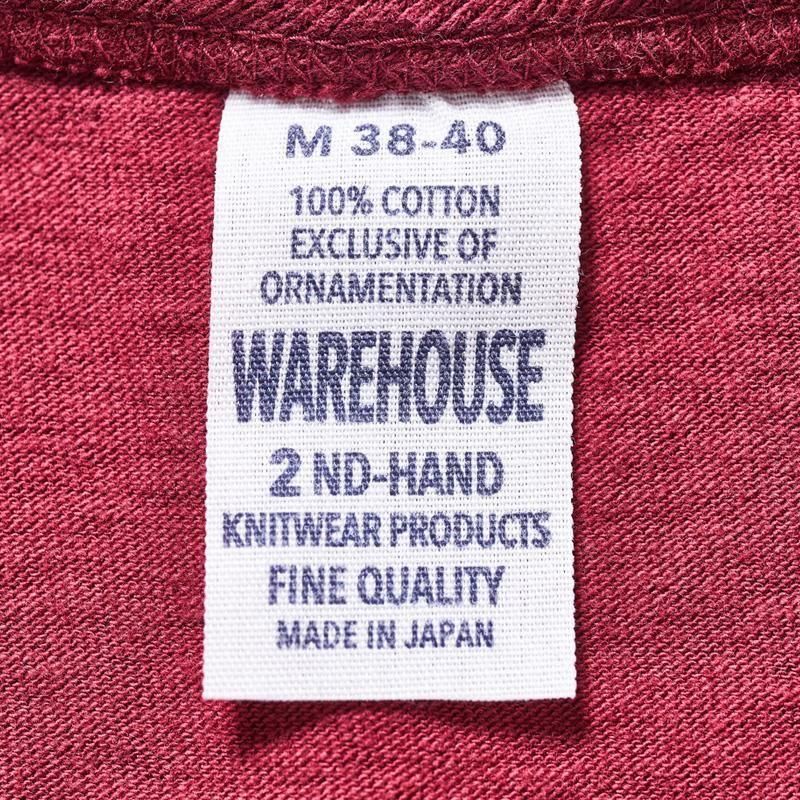 M 38-40
100% COTTON
EXCLUSIVE OF
ORNAMENTATION
WAREHOUSE
2 ND-HAND
KNITWEAR PRODUCTS
FINE QUALITY
MADE IN JAPAN